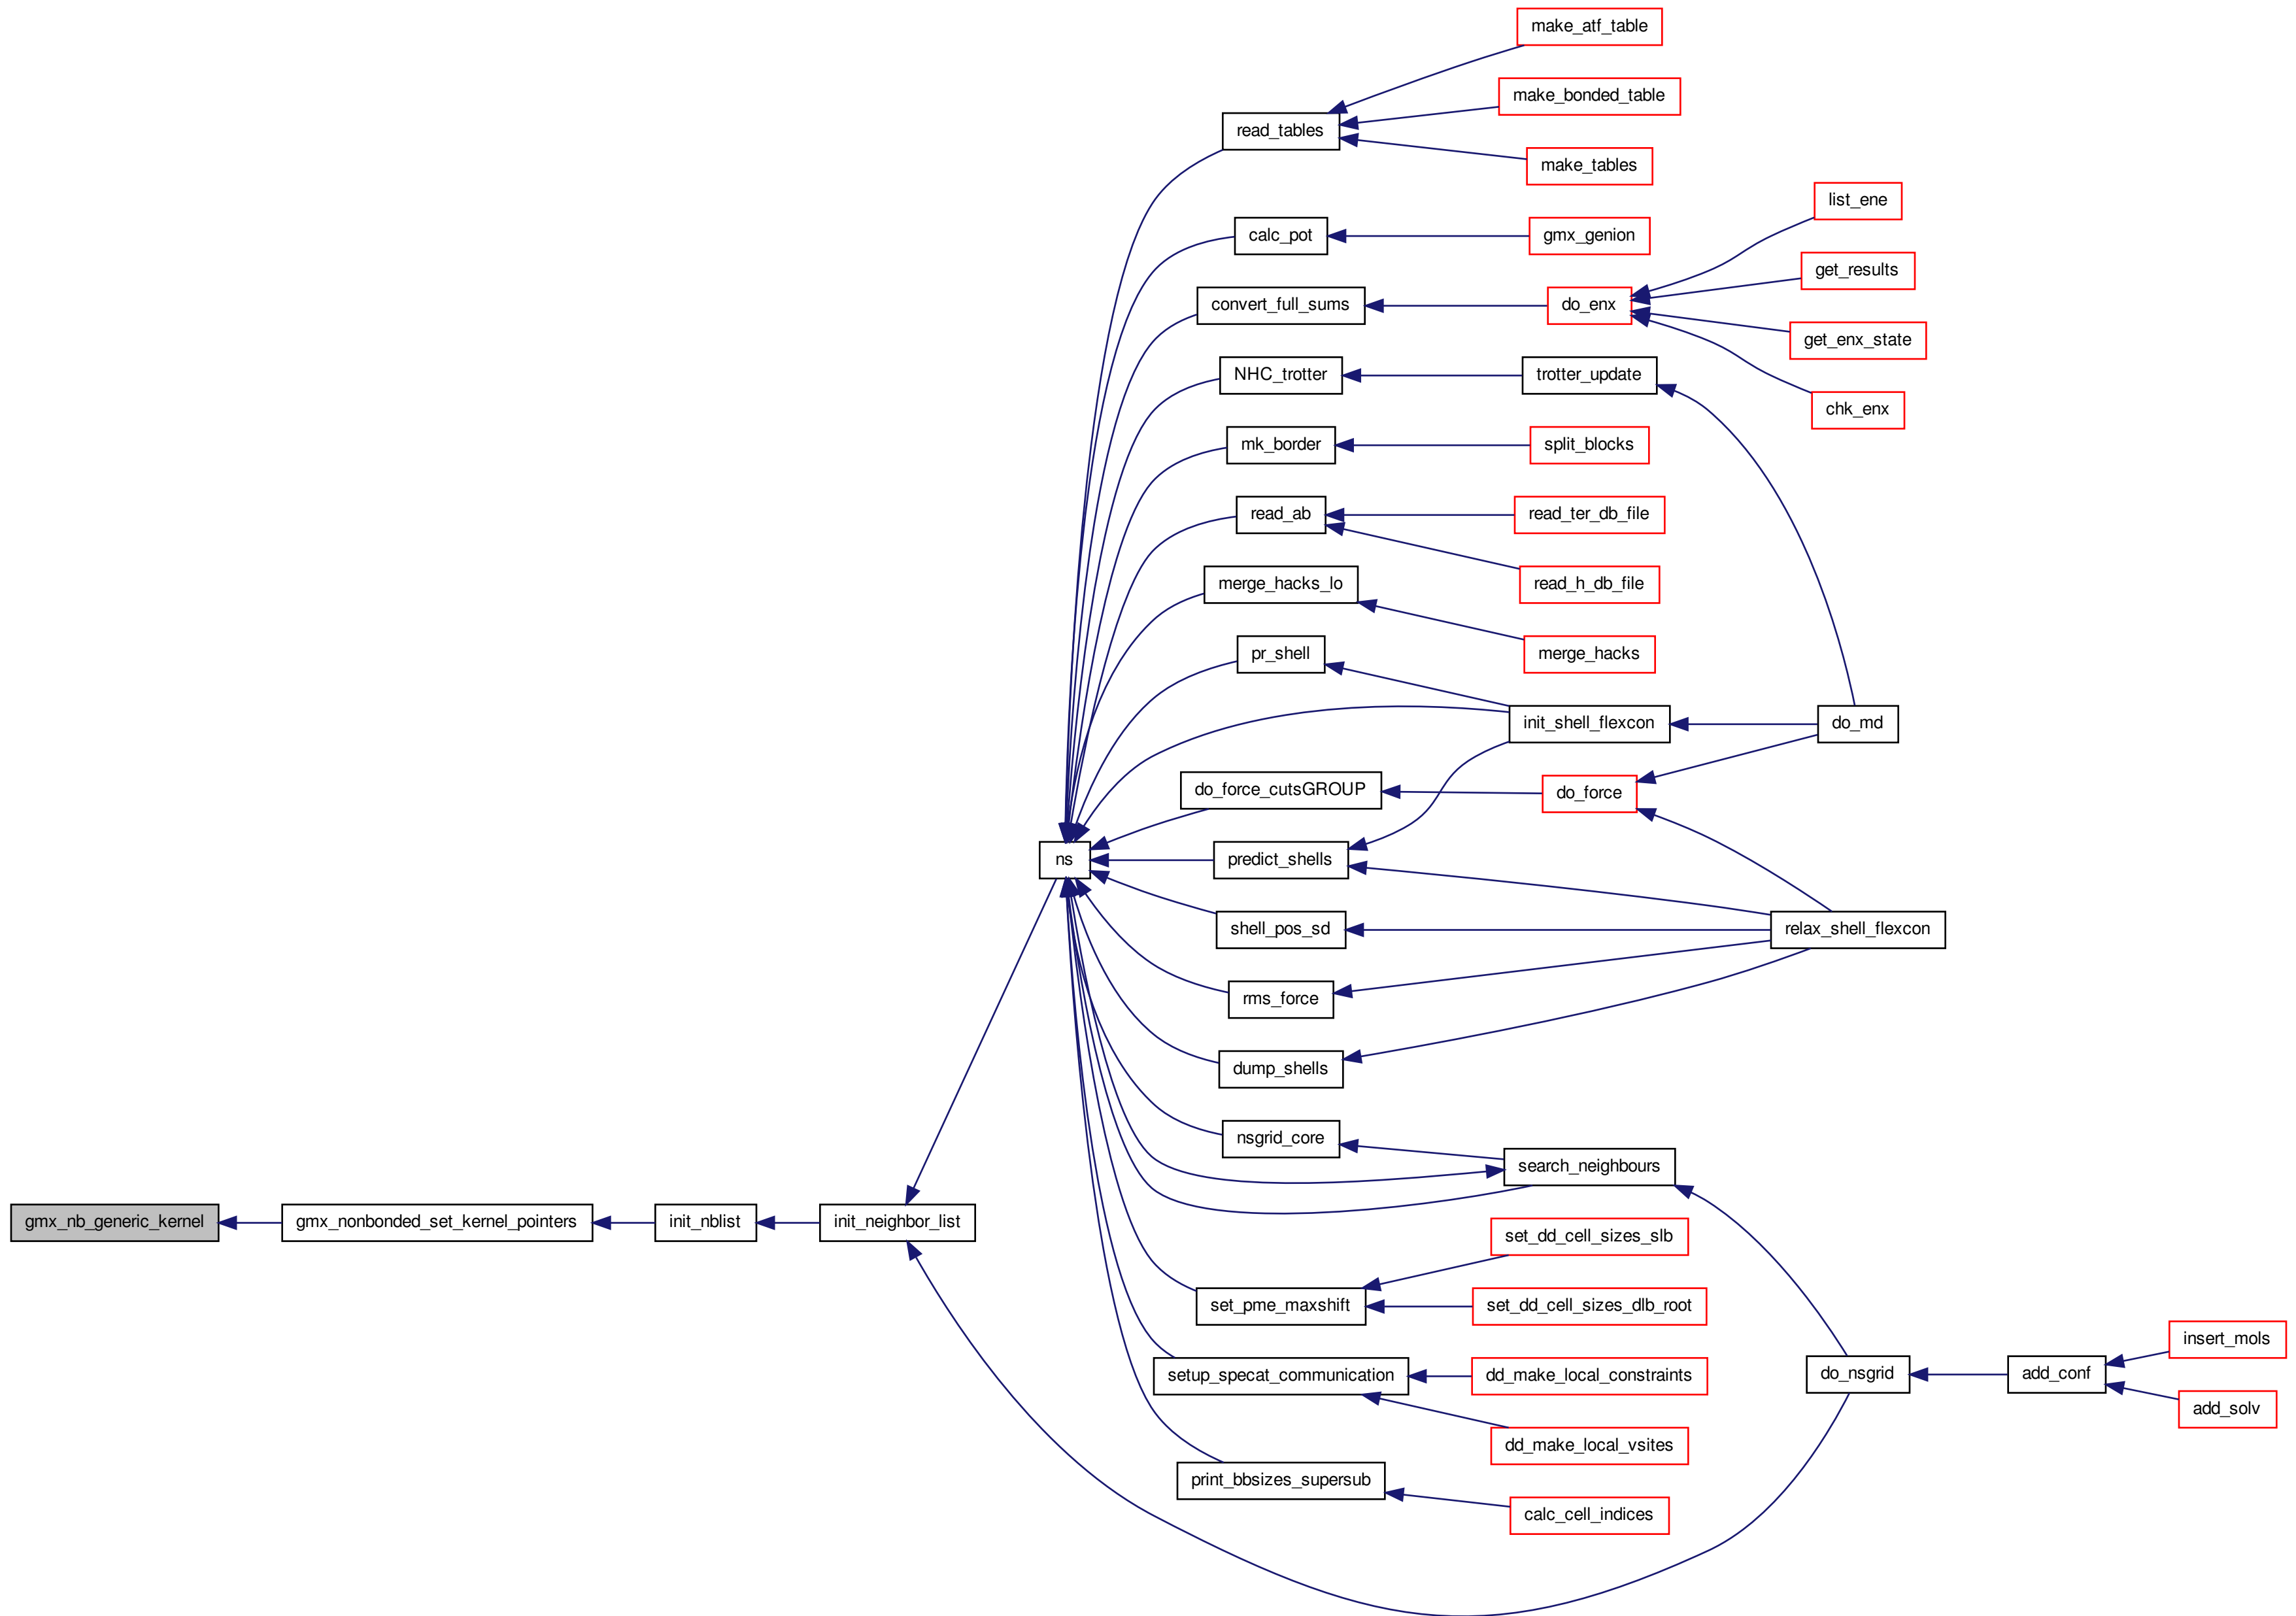 make_atf_table
make_bonded_table
read_tables
make_tables
list_ene
calc_pot
gmx_genion
get_results
convert_full_sums
do_enx
get_enx_state
NHC_trotter
trotter_update
chk_enx
mk_border
split_blocks
read_ab
read_ter_db_file
merge_hacks_lo
read_h_db_file
pr_shell
merge_hacks
init_shell_flexcon
do_md
do_force_cutsGROUP
do_force
ns
predict_shells
shell_pos_sd
relax_shell_flexcon
rms_force
dump_shells
nsgrid_core
search_neighbours
gmx_nb_generic_kernel
gmx_nonbonded_set_kernel_pointers
init_nblist
init_neighbor_list
set_dd_cell_sizes_slb
set_pme_maxshift
set_dd_cell_sizes_dlb_root
insert_mols
setup_specat_communication
dd_make_local_constraints
do_nsgrid
add_conf
add_solv
dd_make_local_vsites
print_bbsizes_supersub
calc_cell_indices